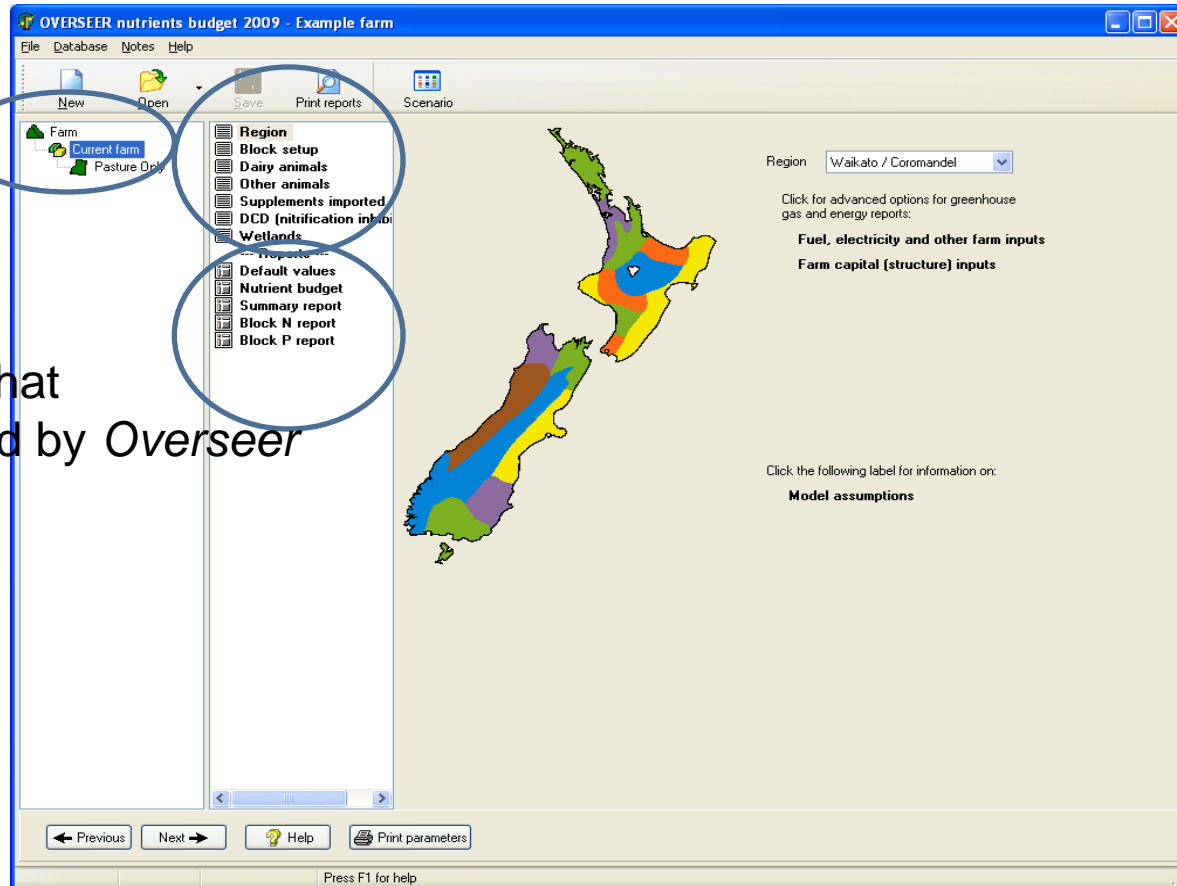 OVERSEER nutrients budget 2009 - Example farm
File Database Notes Help
New Open Save Print reports Scenario
Farm
Current farm
Pasture Only
Region
Block setup
Dairy animals
Other animals
Supplements imported
DCD (nitrification inhibi
Wetlands
--- Reports ---
Default values
Nutrient budget
Summary report
Block N report
Block P report
Region Waikato / Coromandel
Click for advanced options for greenhouse
gas and energy reports:
Fuel, electricity and other farm inputs
Farm capital (structure) inputs
hat
d by Overseer
Click the following label for information on:
Model assumptions
Previous Next Help Print parameters
Press F1 for help